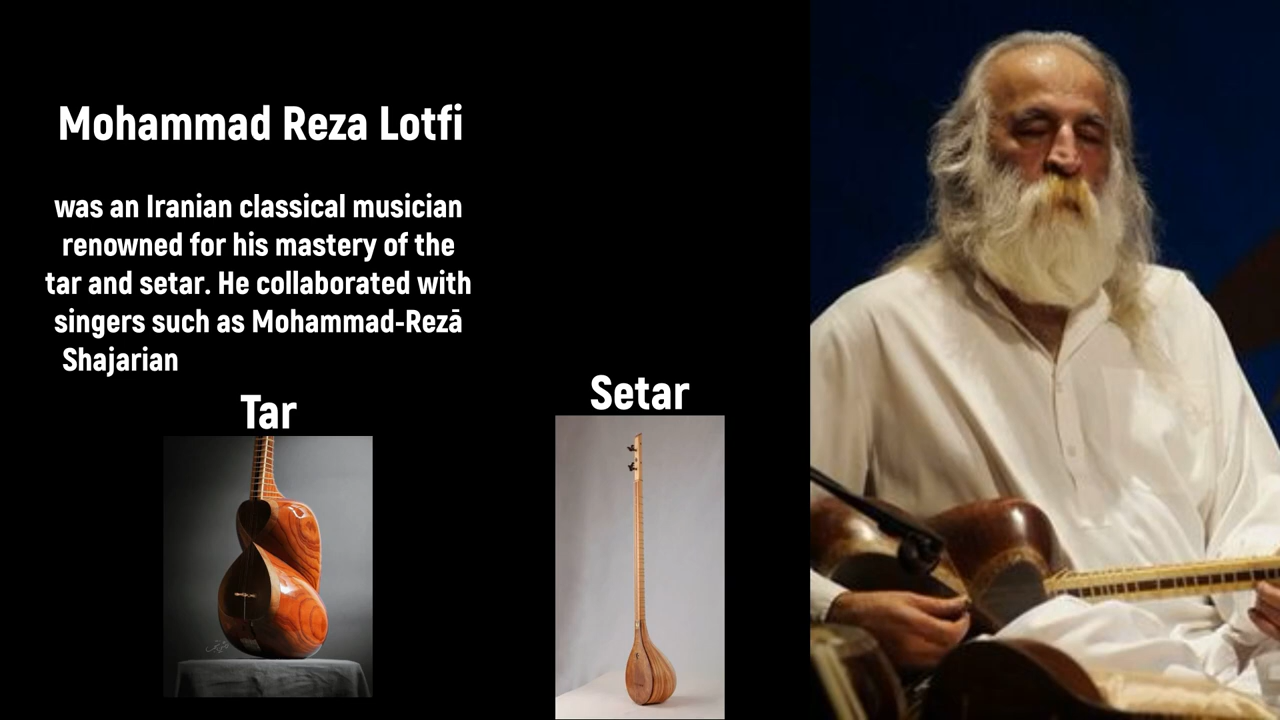 Mohammad Reza Lotfi
was an Iranian classical musician
renowned for his mastery of the
tar and setar. He collaborated with
singers such as Mohammad-Rezā
Shajarian
Tar
Setar